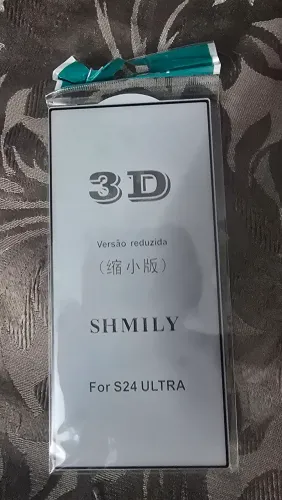 3D
Versão reduzida
（缩小版）
SHMILY
For S24 ULTRA